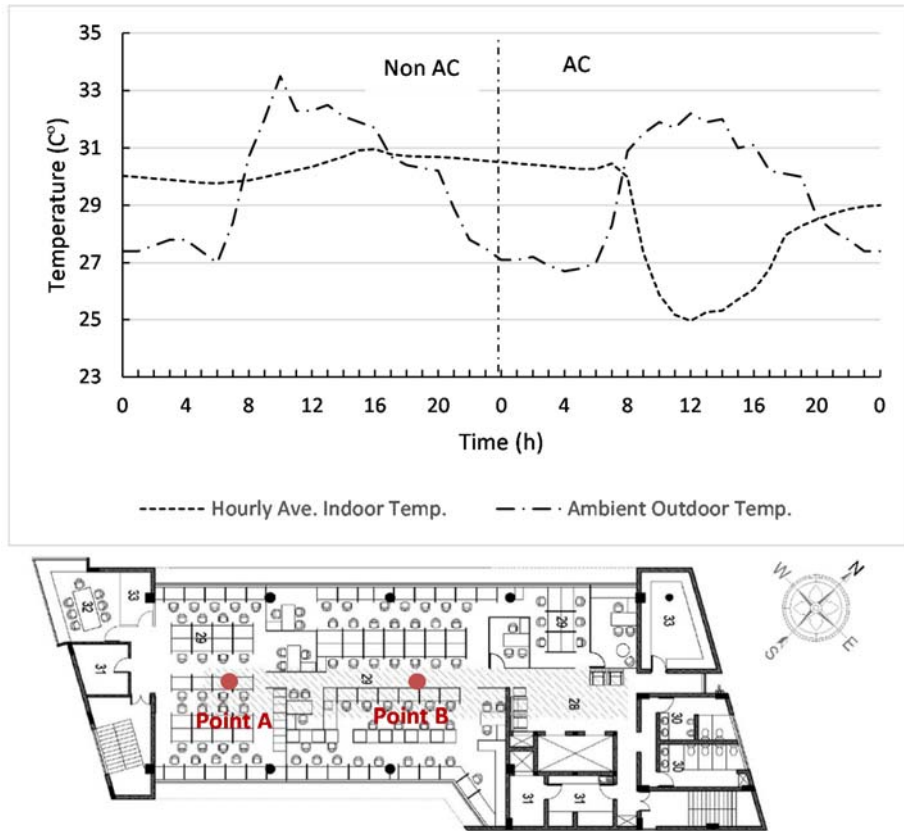 35
33
31
29
27
25
23
Temperature (C°)
Non AC
AC
0 4 8 12 16 20 0 4 8 12 16 20 0
Time (h)
Hourly Ave. Indoor Temp.
Ambient Outdoor Temp.
32
33
31
29
29
29
33
28
30
30
31
31
Point A
Point B
W
N
S
E